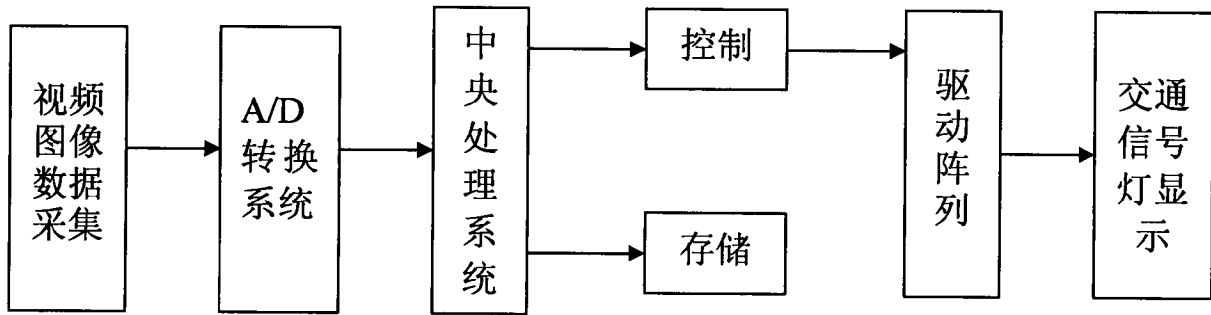 视频
图像
数据
采集
A/D
转换
系统
中
央
处
理
系
统
控制
存储
驱
动
阵
列
交通
信号
灯显
示